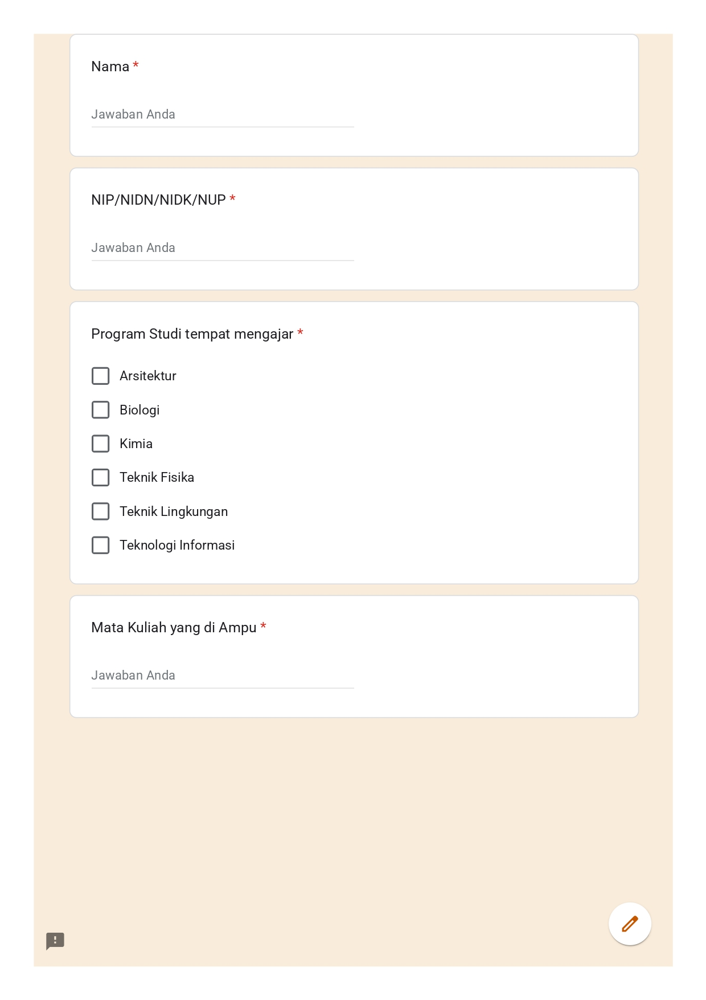 Nama *
Jawaban Anda
NIP/NIDN/NIDK/NUP *
Jawaban Anda
Program Studi tempat mengajar *
Arsitektur
Biologi
Kimia
Teknik Fisika
Teknik Lingkungan
Teknologi Informasi
Mata Kuliah yang di Ampu *
Jawaban Anda